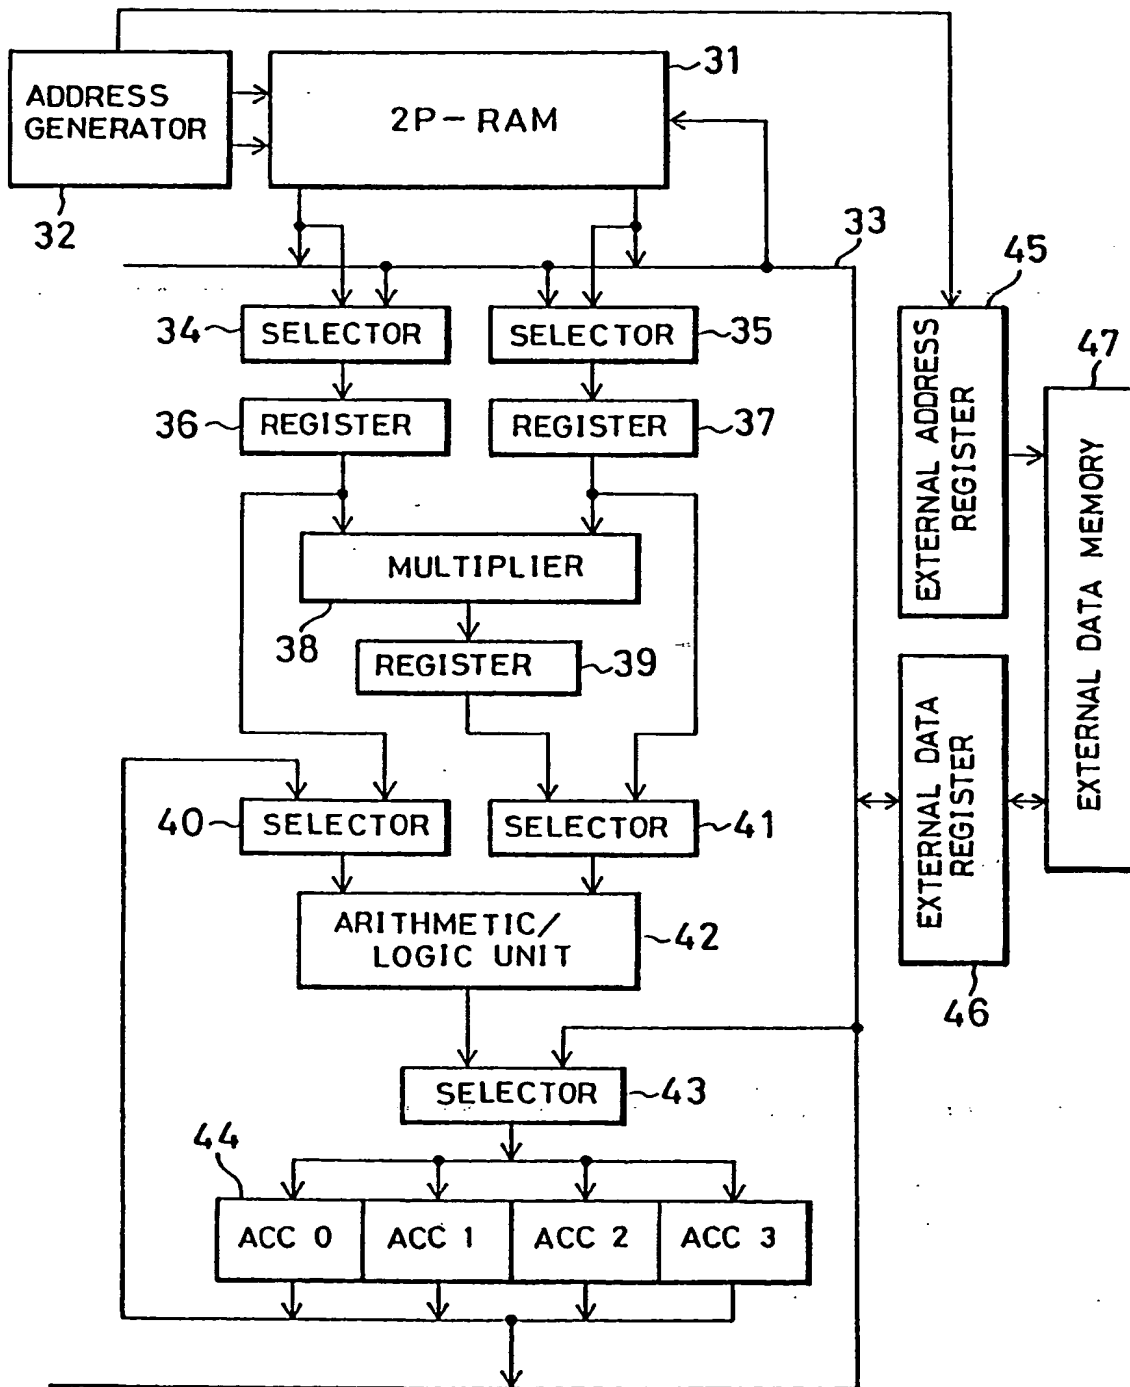 31
ADDRESS
GENERATOR
2P-RAM
32
33
45
34
SELECTOR
SELECTOR
35
47
36
REGISTER
REGISTER
37
EXTERNAL ADDRESS
REGISTER
MULTIPLIER
38
REGISTER
39
EXTERNAL DATA MEMORY
40
SELECTOR
SELECTOR
41
EXTERNAL DATA
REGISTER
ARITHMETIC/
LOGIC UNIT
42
46
SELECTOR
43
44
ACC 0
ACC 1
ACC 2
ACC 3